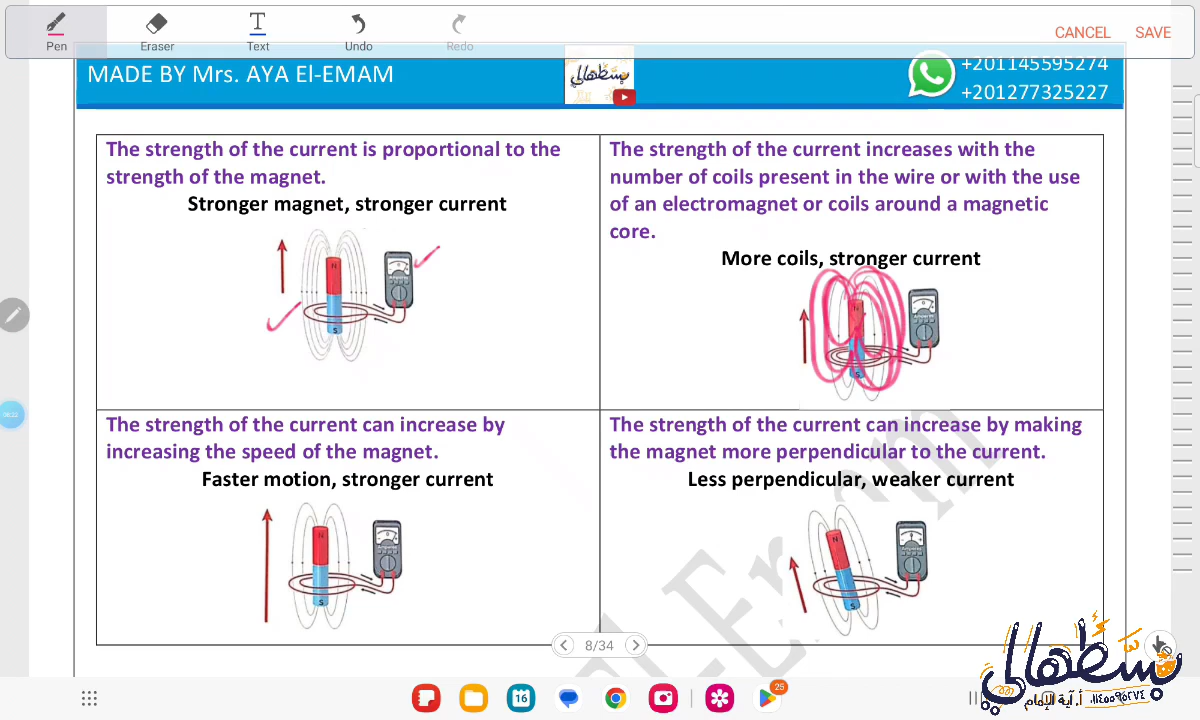 Pen
Eraser
Text
Undo
Redo
CANCEL
SAVE
MADE BY Mrs. AYA El-EMAM
بسطهالي
+201145595274
+201277325227
The strength of the current is proportional to the
strength of the magnet.
Stronger magnet, stronger current
N
S
The strength of the current increases with the
number of coils present in the wire or with the use
of an electromagnet or coils around a magnetic
core.
More coils, stronger current
N
S
The strength of the current can increase by
increasing the speed of the magnet.
Faster motion, stronger current
N
S
The strength of the current can increase by making
the magnet more perpendicular to the current.
Less perpendicular, weaker current
N
S
8/34
16
25
بسطهالي
أ. آية الإمام